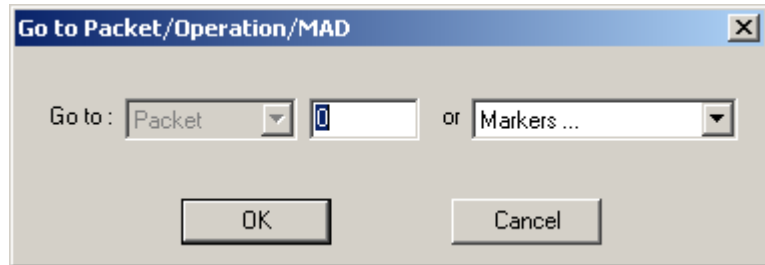 Go to Packet/Operation/MAD
Go to : Packet 0 or Markers ...
OK Cancel